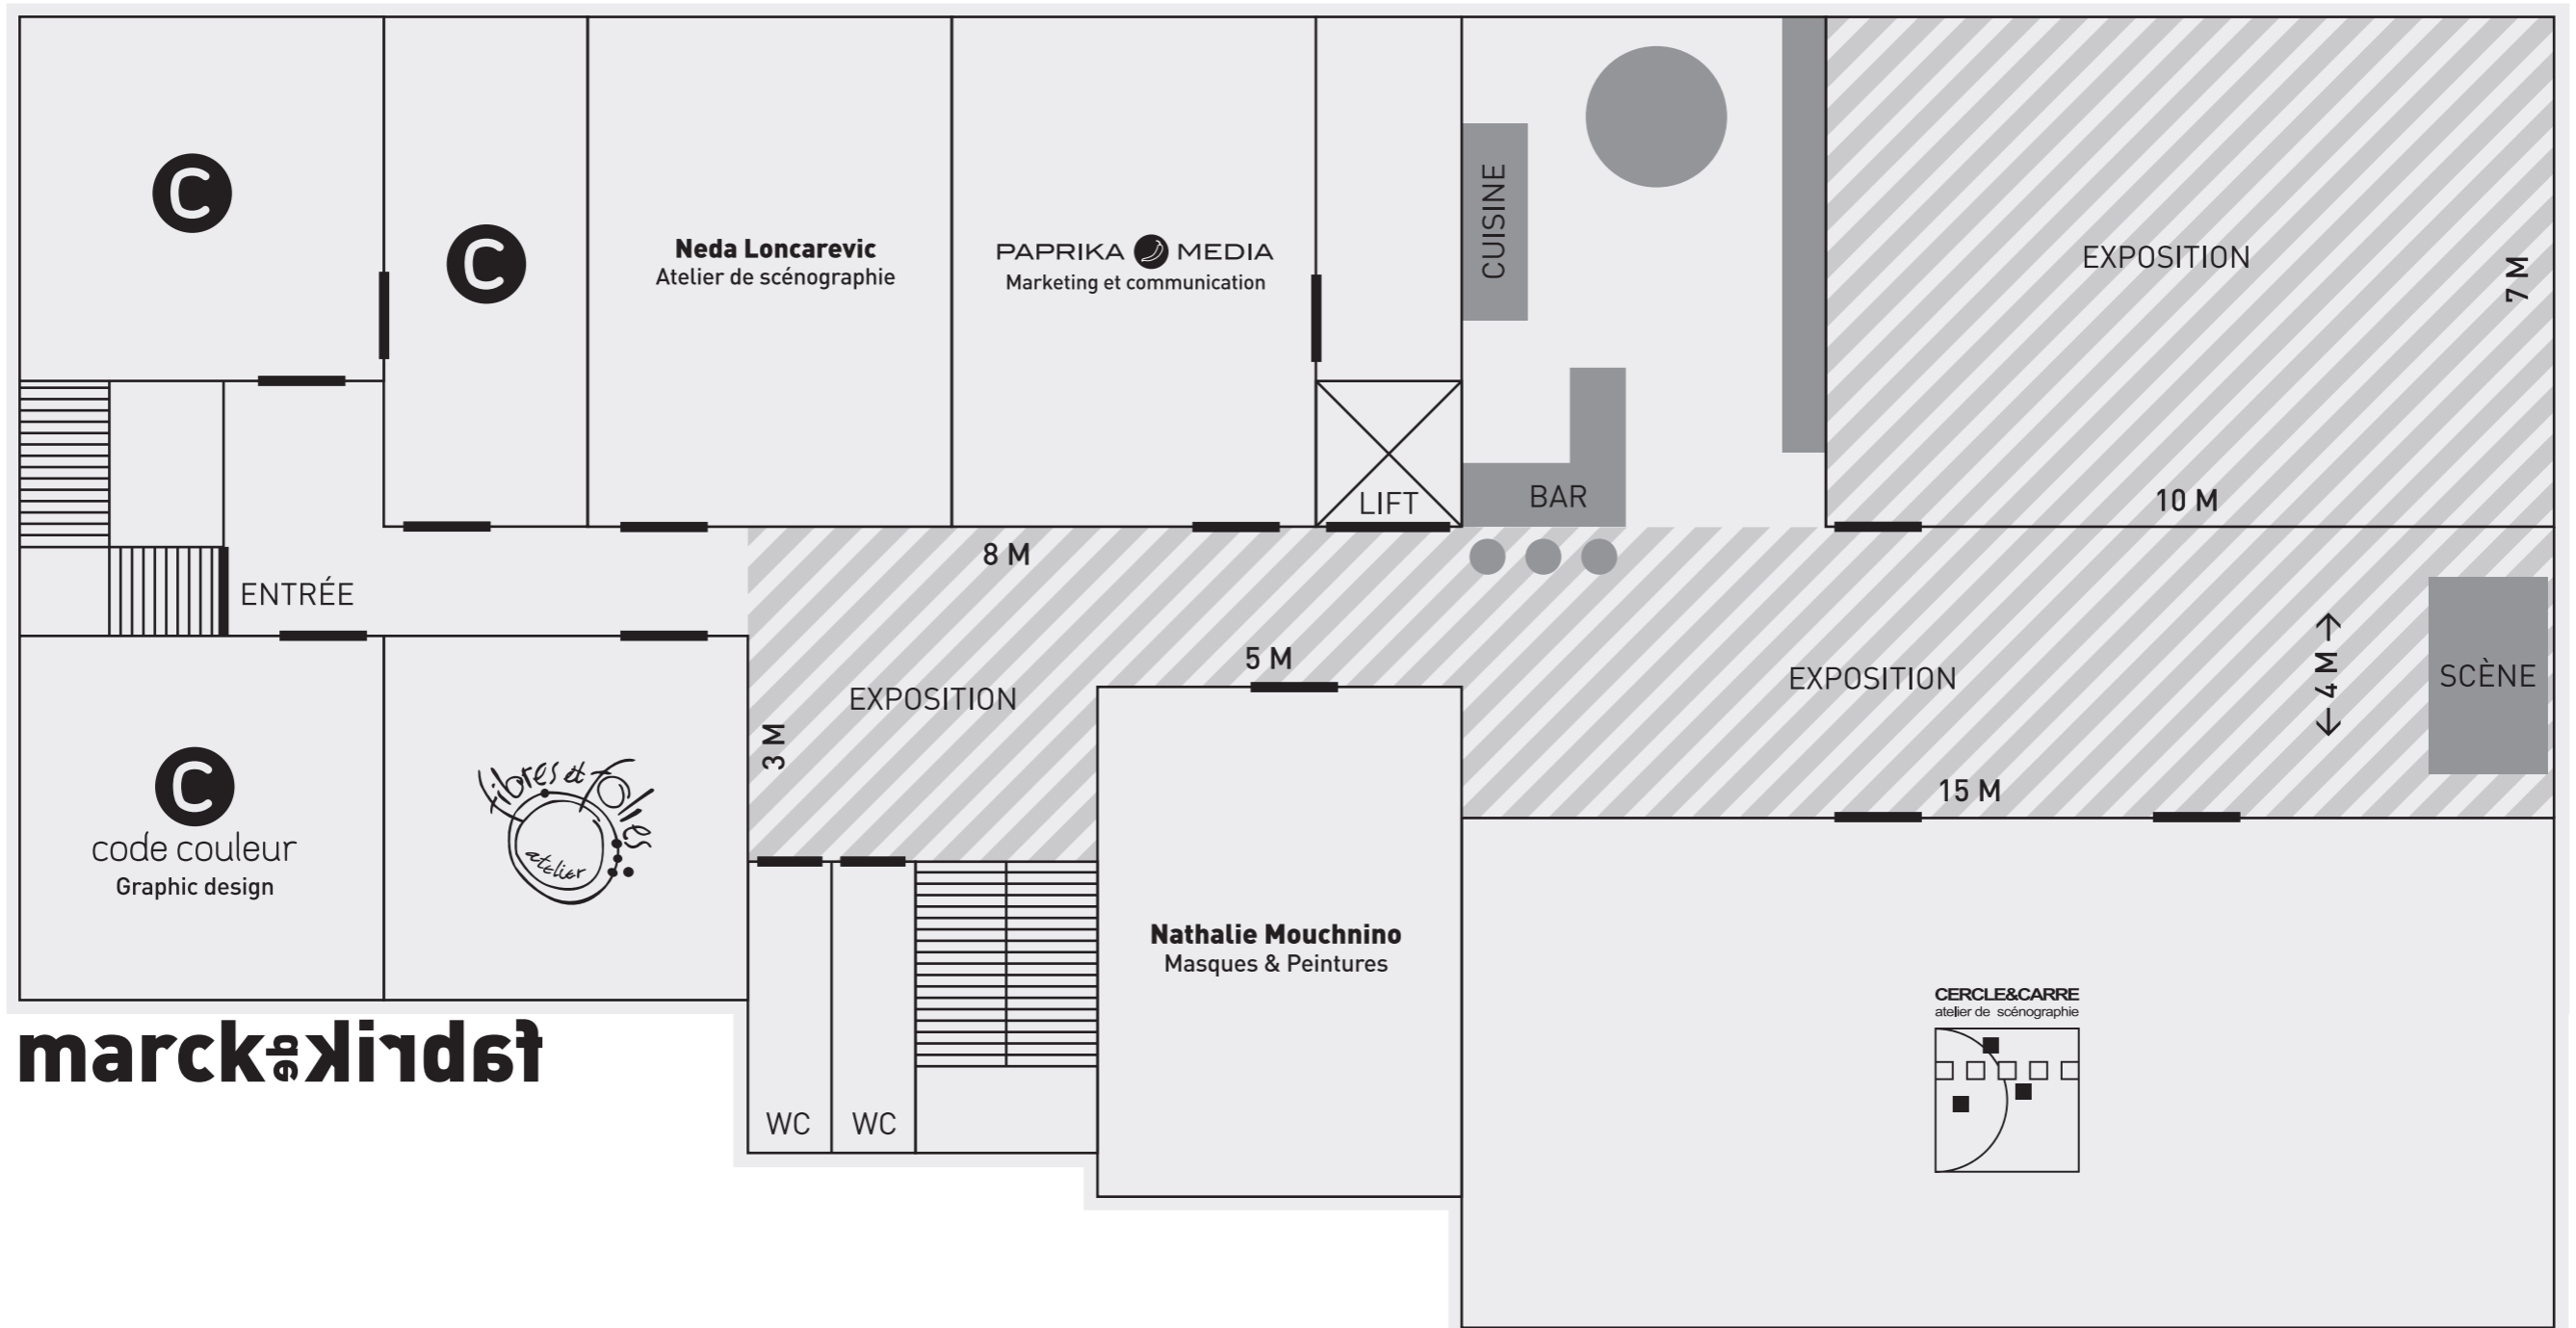 C
C
Neda Loncarevic
Atelier de scénographie
PAPRIKA MEDIA
Marketing et communication
CUISINE
EXPOSITION
7 M
10 M
LIFT
BAR
8 M
ENTRÉE
5 M
EXPOSITION
3 M
EXPOSITION
4 M
SCÈNE
15 M
C
code couleur
Graphic design
Fibres et Folies
atelier
Nathalie Mouchnino
Masques & Peintures
CERCLE&CARRE
atelier de scénographie
marck de fabrik
WC
WC